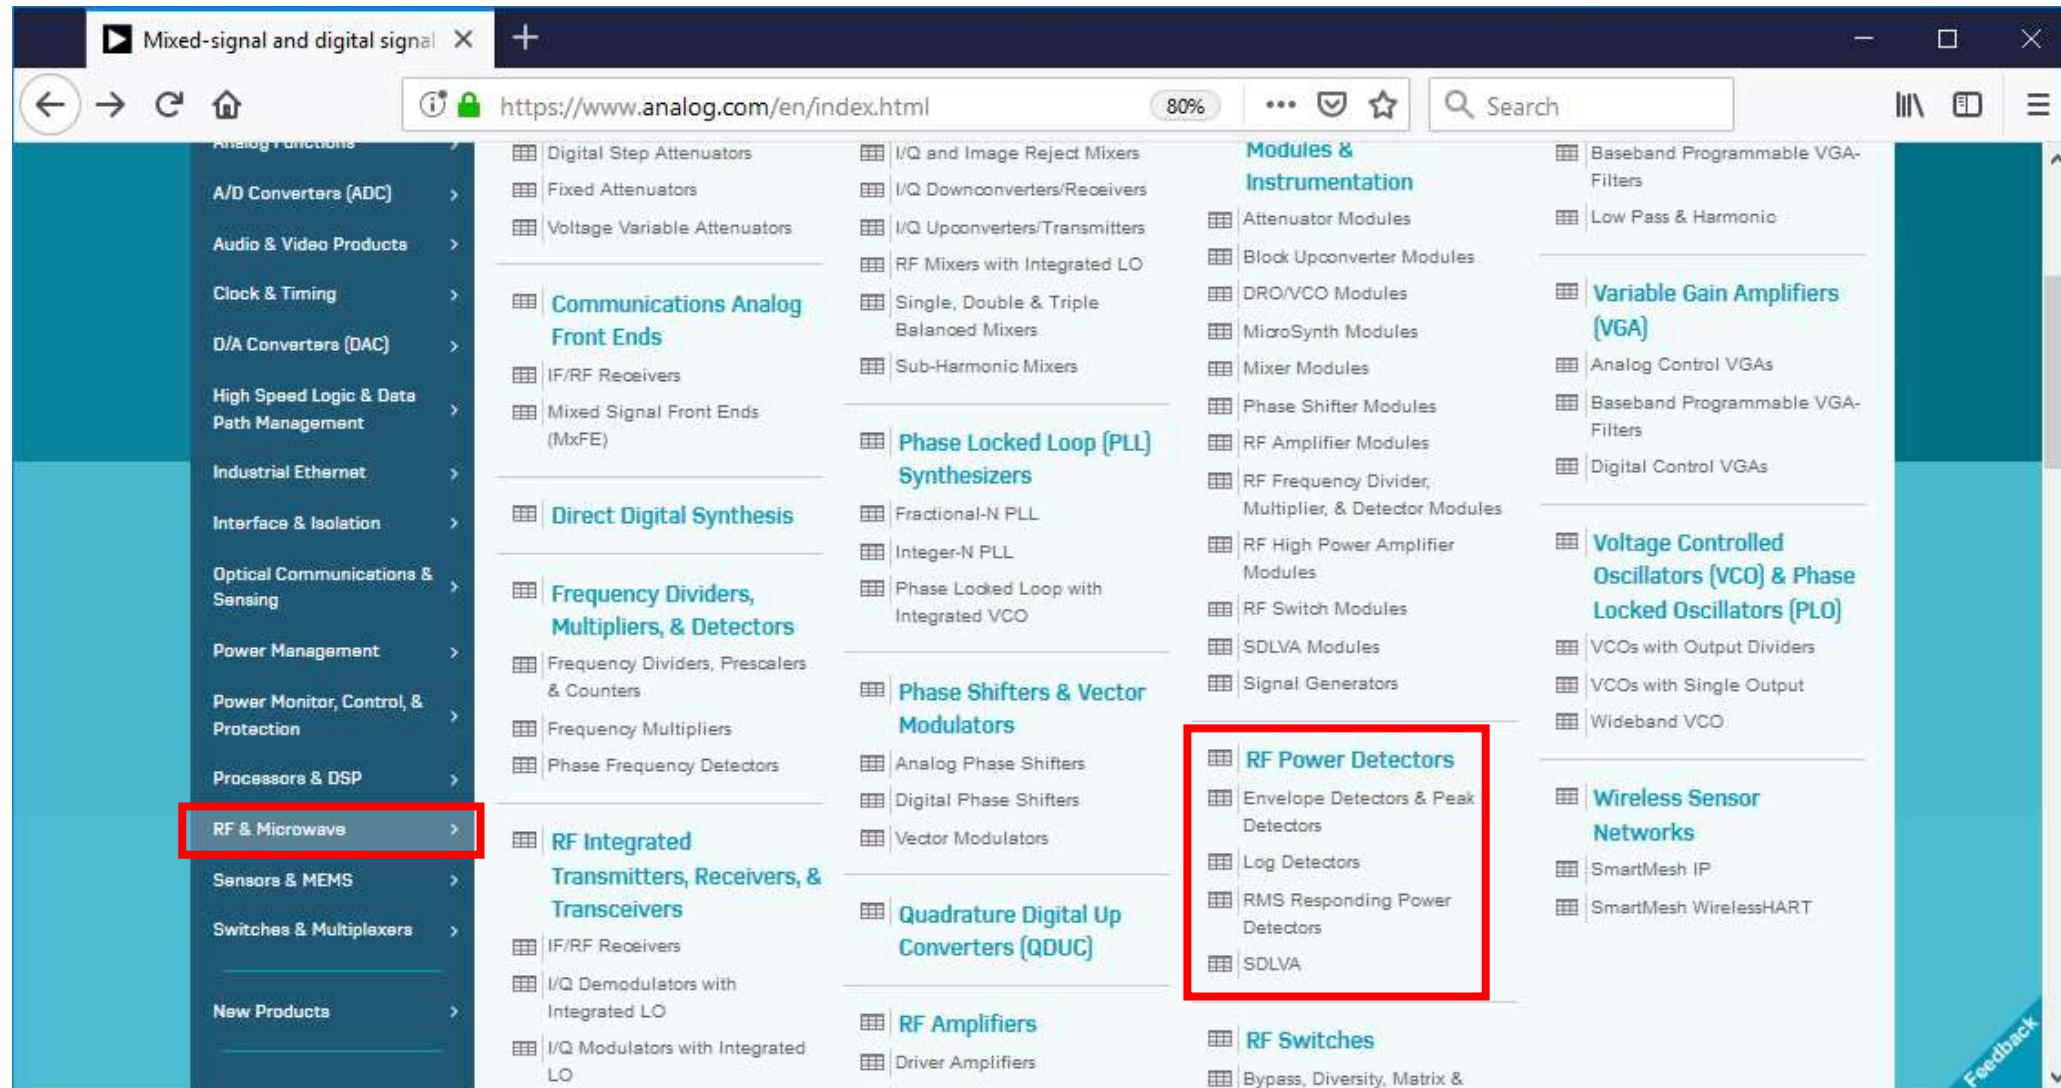 Mixed-signal and digital signal
https://www.analog.com/en/index.html
80%
Search
Analog Functions
A/D Converters (ADC)
Audio & Video Products
Clock & Timing
D/A Converters (DAC)
High Speed Logic & Data
Path Management
Industrial Ethernet
Interface & Isolation
Optical Communications &
Sensing
Power Management
Power Monitor, Control, &
Protection
Processors & DSP
RF & Microwave
Sensors & MEMS
Switches & Multiplexers
New Products
Digital Step Attenuators
Fixed Attenuators
Voltage Variable Attenuators
Communications Analog
Front Ends
IF/RF Receivers
Mixed Signal Front Ends
(MxFE)
Direct Digital Synthesis
Frequency Dividers,
Multipliers, & Detectors
Frequency Dividers, Prescalers
& Counters
Frequency Multipliers
Phase Frequency Detectors
RF Integrated
Transmitters, Receivers, &
Transceivers
IF/RF Receivers
I/Q Demodulators with
Integrated LO
I/Q Modulators with Integrated
LO
I/Q and Image Reject Mixers
I/Q Downconverters/Receivers
I/Q Upconverters/Transmitters
RF Mixers with Integrated LO
Single, Double & Triple
Balanced Mixers
Sub-Harmonic Mixers
Phase Locked Loop (PLL)
Synthesizers
Fractional-N PLL
Integer-N PLL
Phase Locked Loop with
Integrated VCO
Phase Shifters & Vector
Modulators
Analog Phase Shifters
Digital Phase Shifters
Vector Modulators
Quadrature Digital Up
Converters (QDUC)
RF Amplifiers
Driver Amplifiers
Modules &
Instrumentation
Attenuator Modules
Block Upconverter Modules
DRO/VCO Modules
MicroSynth Modules
Mixer Modules
Phase Shifter Modules
RF Amplifier Modules
RF Frequency Divider,
Multiplier, & Detector Modules
RF High Power Amplifier
Modules
RF Switch Modules
SDLVA Modules
Signal Generators
RF Power Detectors
Envelope Detectors & Peak
Detectors
Log Detectors
RMS Responding Power
Detectors
SDLVA
RF Switches
Bypass, Diversity, Matrix &
Baseband Programmable VGA-
Filters
Low Pass & Harmonic
Variable Gain Amplifiers
(VGA)
Analog Control VGAs
Baseband Programmable VGA-
Filters
Digital Control VGAs
Voltage Controlled
Oscillators (VCO) & Phase
Locked Oscillators (PLO)
VCOs with Output Dividers
VCOs with Single Output
Wideband VCO
Wireless Sensor
Networks
SmartMesh IP
SmartMesh WirelessHART
Feedback